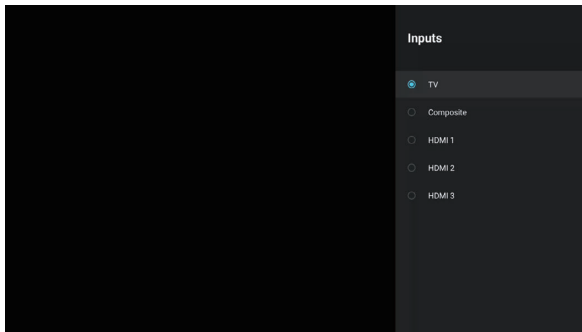 Inputs
TV
Composite
HDMI 1
HDMI 2
HDMI 3